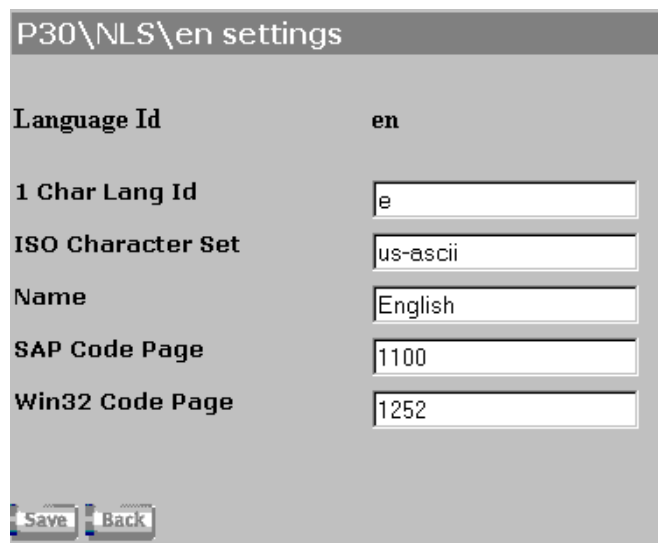 P30\NLS\en settings
Language Id en
1 Char Lang Id e
ISO Character Set us-ascii
Name English
SAP Code Page 1100
Win32 Code Page 1252
Save Back